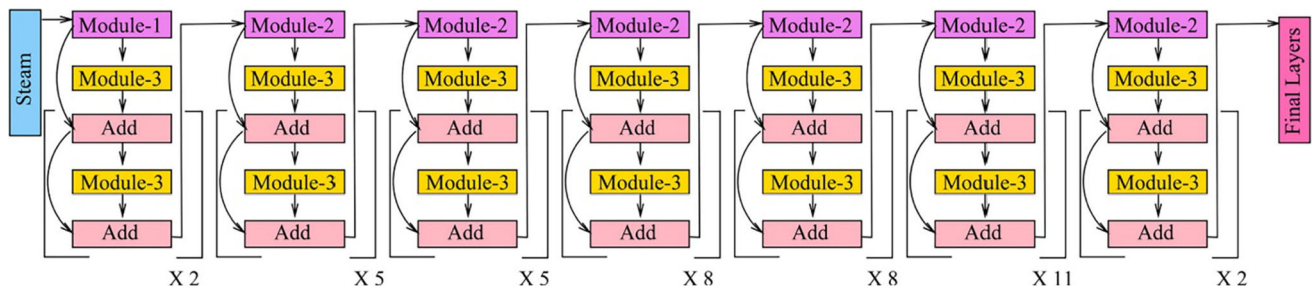 Steam
Module-1
Module-3
Add
Module-3
Add
X 2
Module-2
Module-3
Add
Module-3
Add
X 5
Module-2
Module-3
Add
Module-3
Add
X 5
Module-2
Module-3
Add
Module-3
Add
X 8
Module-2
Module-3
Add
Module-3
Add
X 8
Module-2
Module-3
Add
Module-3
Add
X 11
Module-2
Module-3
Add
Module-3
Add
X 2
Final Layers